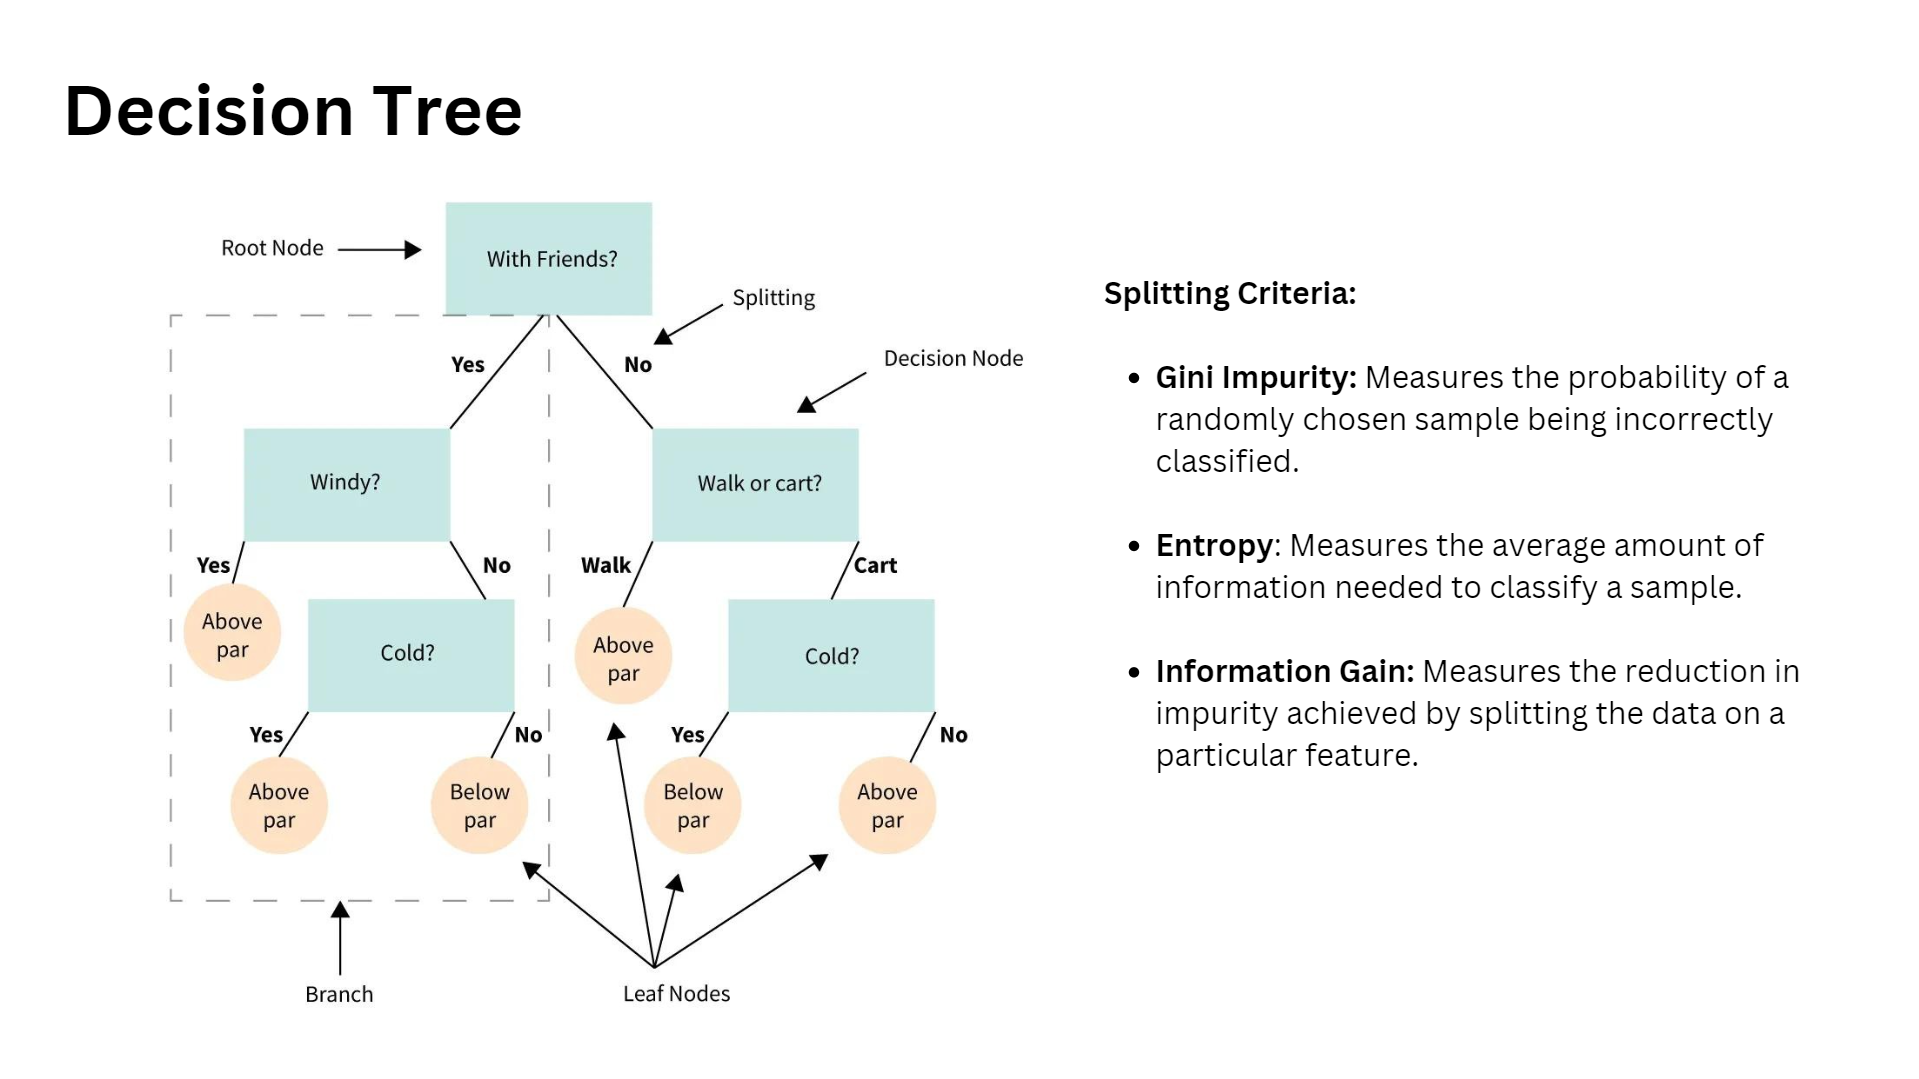 Decision Tree
Root Node
With Friends?
Splitting
Yes
No
Decision Node
Windy?
Walk or cart?
Yes
No
Walk
Cart
Above
par
Cold?
Above
par
Cold?
Yes
No
Yes
No
Above
par
Below
par
Below
par
Above
par
Branch
Leaf Nodes
Splitting Criteria:
• Gini Impurity: Measures the probability of a
randomly chosen sample being incorrectly
classified.
• Entropy: Measures the average amount of
information needed to classify a sample.
• Information Gain: Measures the reduction in
impurity achieved by splitting the data on a
particular feature.